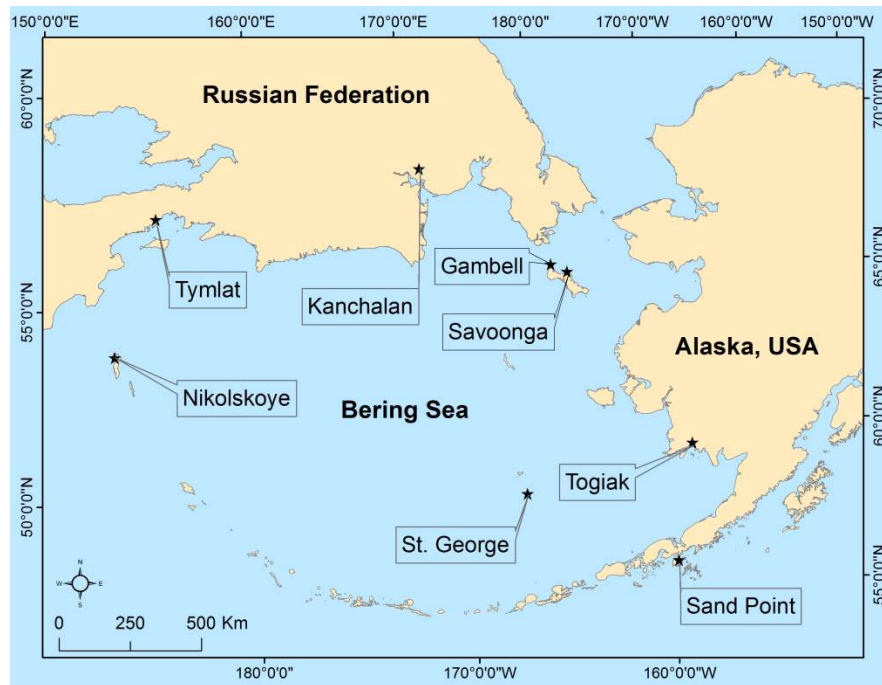 150°0'0"E 160°0'0"E 170°0'0"E 180°0'0" 170°0'0"W 160°0'0"W 150°0'0"W
60°0'0"N
55°0'0"N
50°0'0"N
70°0'0"N
65°0'0"N
60°0'0"N
55°0'0"N
Russian Federation
Gambell
Tymlat
Kanchalan
Savoonga
Alaska, USA
Nikolskoye
Bering Sea
Togiak
St. George
Sand Point
N
W E
S
0 250 500 Km
180°0'0" 170°0'0"W 160°0'0"W